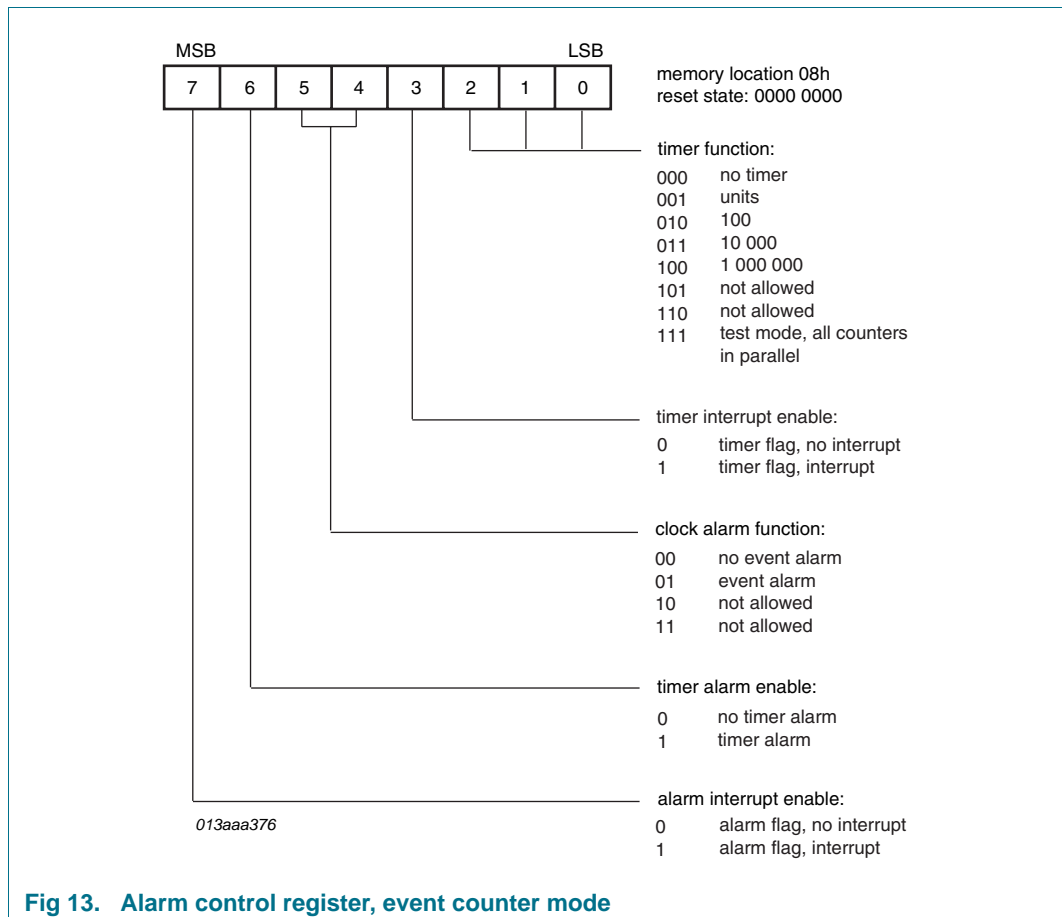 MSB LSB
7 6 5 4 3 2 1 0
memory location 08h
reset state: 0000 0000
timer function:
000 no timer
001 units
010 100
011 10 000
100 1 000 000
101 not allowed
110 not allowed
111 test mode, all counters
in parallel
timer interrupt enable:
0 timer flag, no interrupt
1 timer flag, interrupt
clock alarm function:
00 no event alarm
01 event alarm
10 not allowed
11 not allowed
timer alarm enable:
0 no timer alarm
1 timer alarm
alarm interrupt enable:
0 alarm flag, no interrupt
1 alarm flag, interrupt
013aaa376
Fig 13. Alarm control register, event counter mode